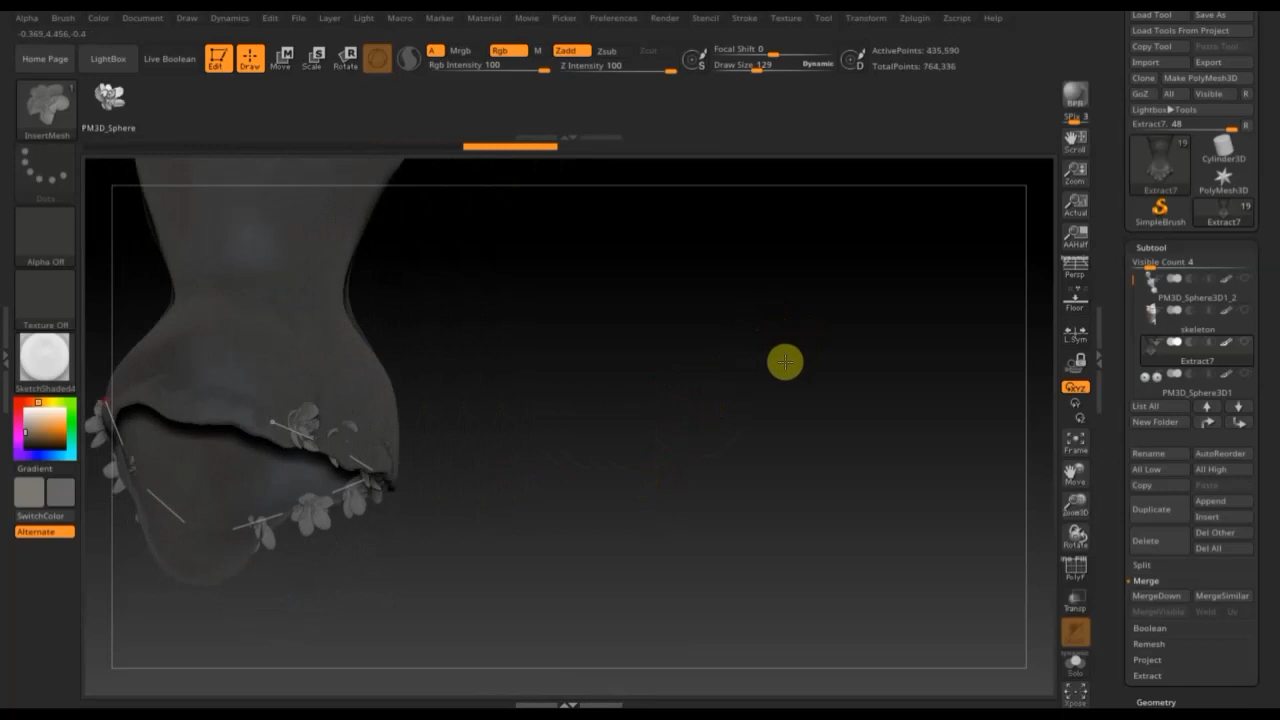 Alpha Brush Color Document Draw Dynamics Edit File Layer Light Macro Marker Material Movie Picker Preferences Render Stencil Stroke Texture Tool Transform Zplugin Zscript Help
-0.369,4.456,-0.4
Home Page LightBox Live Boolean Edit Draw Move Scale Rotate A Mrgb Rgb M Zadd Zsub Zcut Focal Shift 0 ActivePoints: 435,590
Rgb Intensity 100 Z Intensity 100 S Draw Size 129 Dynamic D TotalPoints: 764,336
InsertMesh
1
PM3D_Sphere
Dots
Alpha Off
Texture Off
SketchShaded4
Gradient
SwitchColor
Alternate
BPR
SPix 3
Scroll
Zoom
Actual
AAHalf
Dynamic
Persp
Floor
L.Sym
XYZ
Frame
Move
Zoom3D
Rotate
PolyF
Transp
Dynamic
Solo
Xpose
Load Tool Save As
Load Tools From Project
Copy Tool Paste Tool
Import Export
Clone Make PolyMesh3D
GoZ All Visible R
Lightbox▶Tools
Extract7. 48 R
19
Cylinder3D
Extract7 PolyMesh3D
19
SimpleBrush Extract7
Subtool
Visible Count 4
PM3D_Sphere3D1_2
skeleton
Extract7
PM3D_Sphere3D1
List All
New Folder
Rename AutoReorder
All Low All High
Copy Paste
Duplicate Append
Insert
Delete Del Other
Del All
Split
Merge
MergeDown MergeSimilar
MergeVisible Weld Uv
Boolean
Remesh
Project
Extract
Geometry